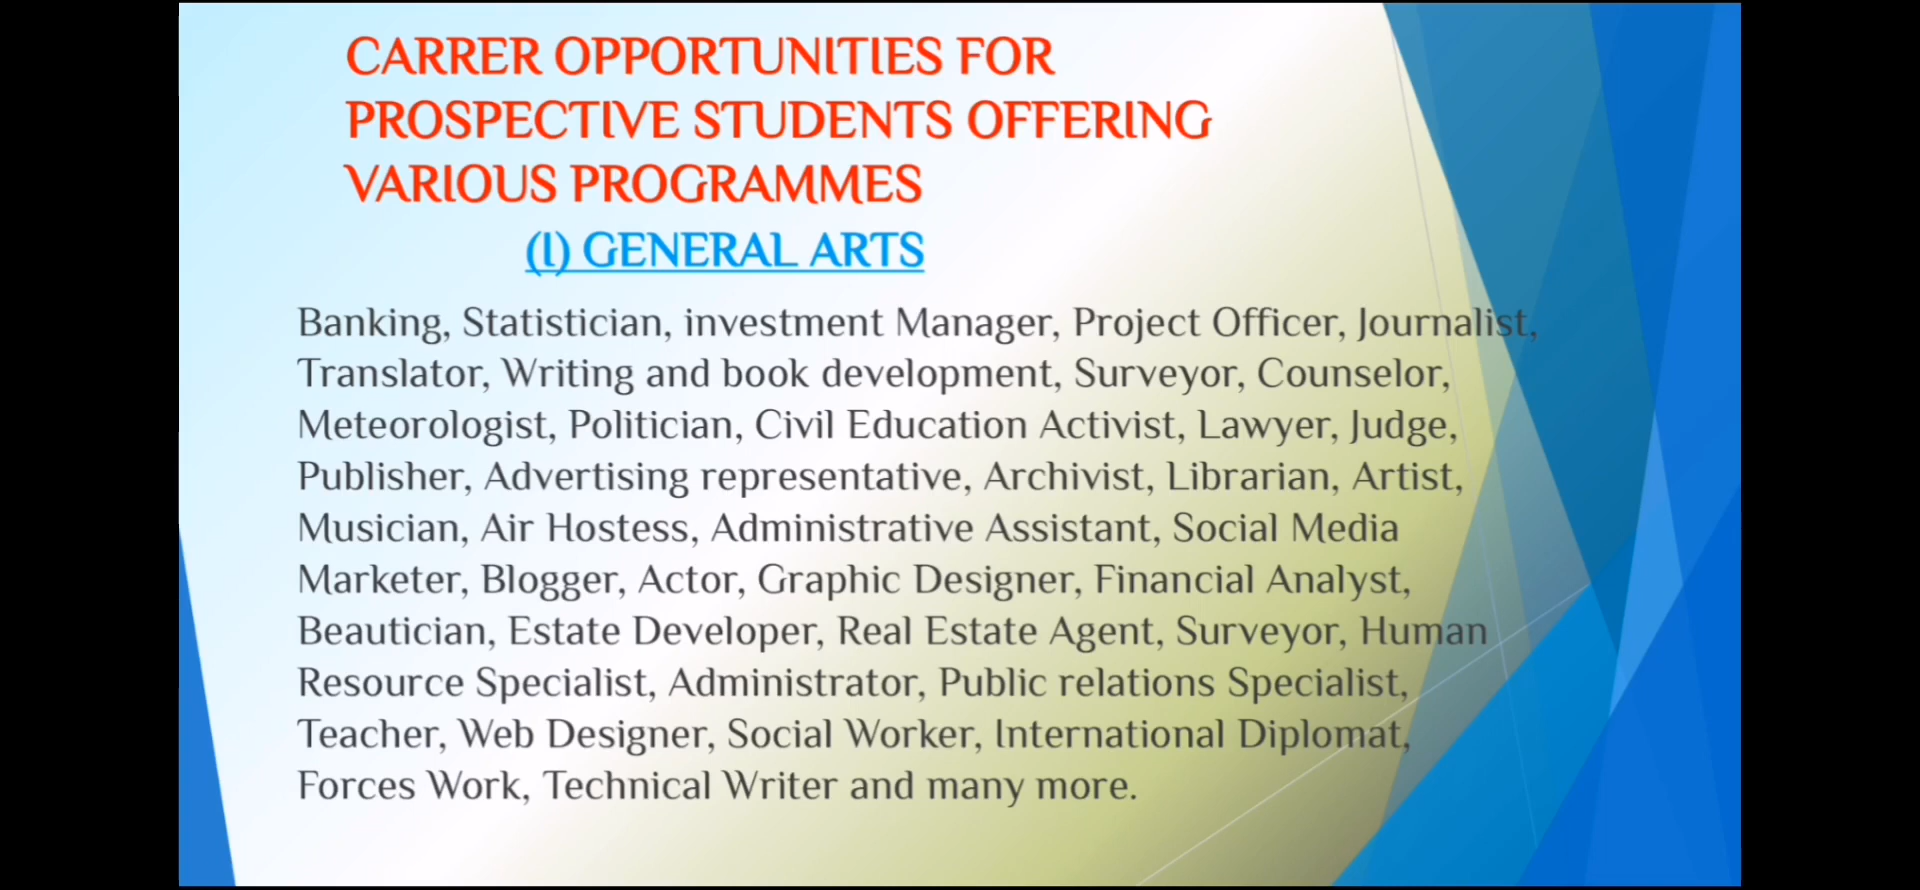 CARRER OPPORTUNITIES FOR
PROSPECTIVE STUDENTS OFFERING
VARIOUS PROGRAMMES
(I) GENERAL ARTS
Banking, Statistician, investment Manager, Project Officer, Journalist,
Translator, Writing and book development, Surveyor, Counselor,
Meteorologist, Politician, Civil Education Activist, Lawyer, Judge,
Publisher, Advertising representative, Archivist, Librarian, Artist,
Musician, Air Hostess, Administrative Assistant, Social Media
Marketer, Blogger, Actor, Graphic Designer, Financial Analyst,
Beautician, Estate Developer, Real Estate Agent, Surveyor, Human
Resource Specialist, Administrator, Public relations Specialist,
Teacher, Web Designer, Social Worker, International Diplomat,
Forces Work, Technical Writer and many more.